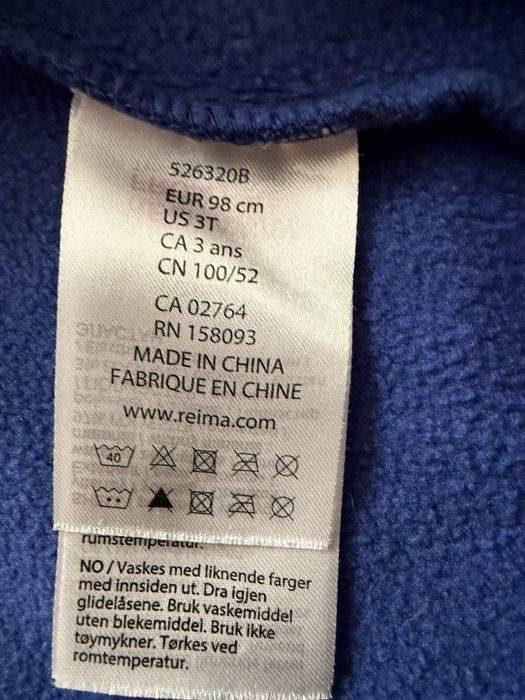 526320B
EUR 98 cm
US 3T
CA 3 ans
CN 100/52
CA 02764
RN 158093
MADE IN CHINA
FABRIQUE EN CHINE
www.reima.com
40
rumstemperatur.
NO / Vaskes med liknende farger
med innsiden ut. Dra igjen
glidelåsene. Bruk vaskemiddel
uten blekemiddel. Bruk ikke
tøymykner. Tørkes ved
romtemperatur.